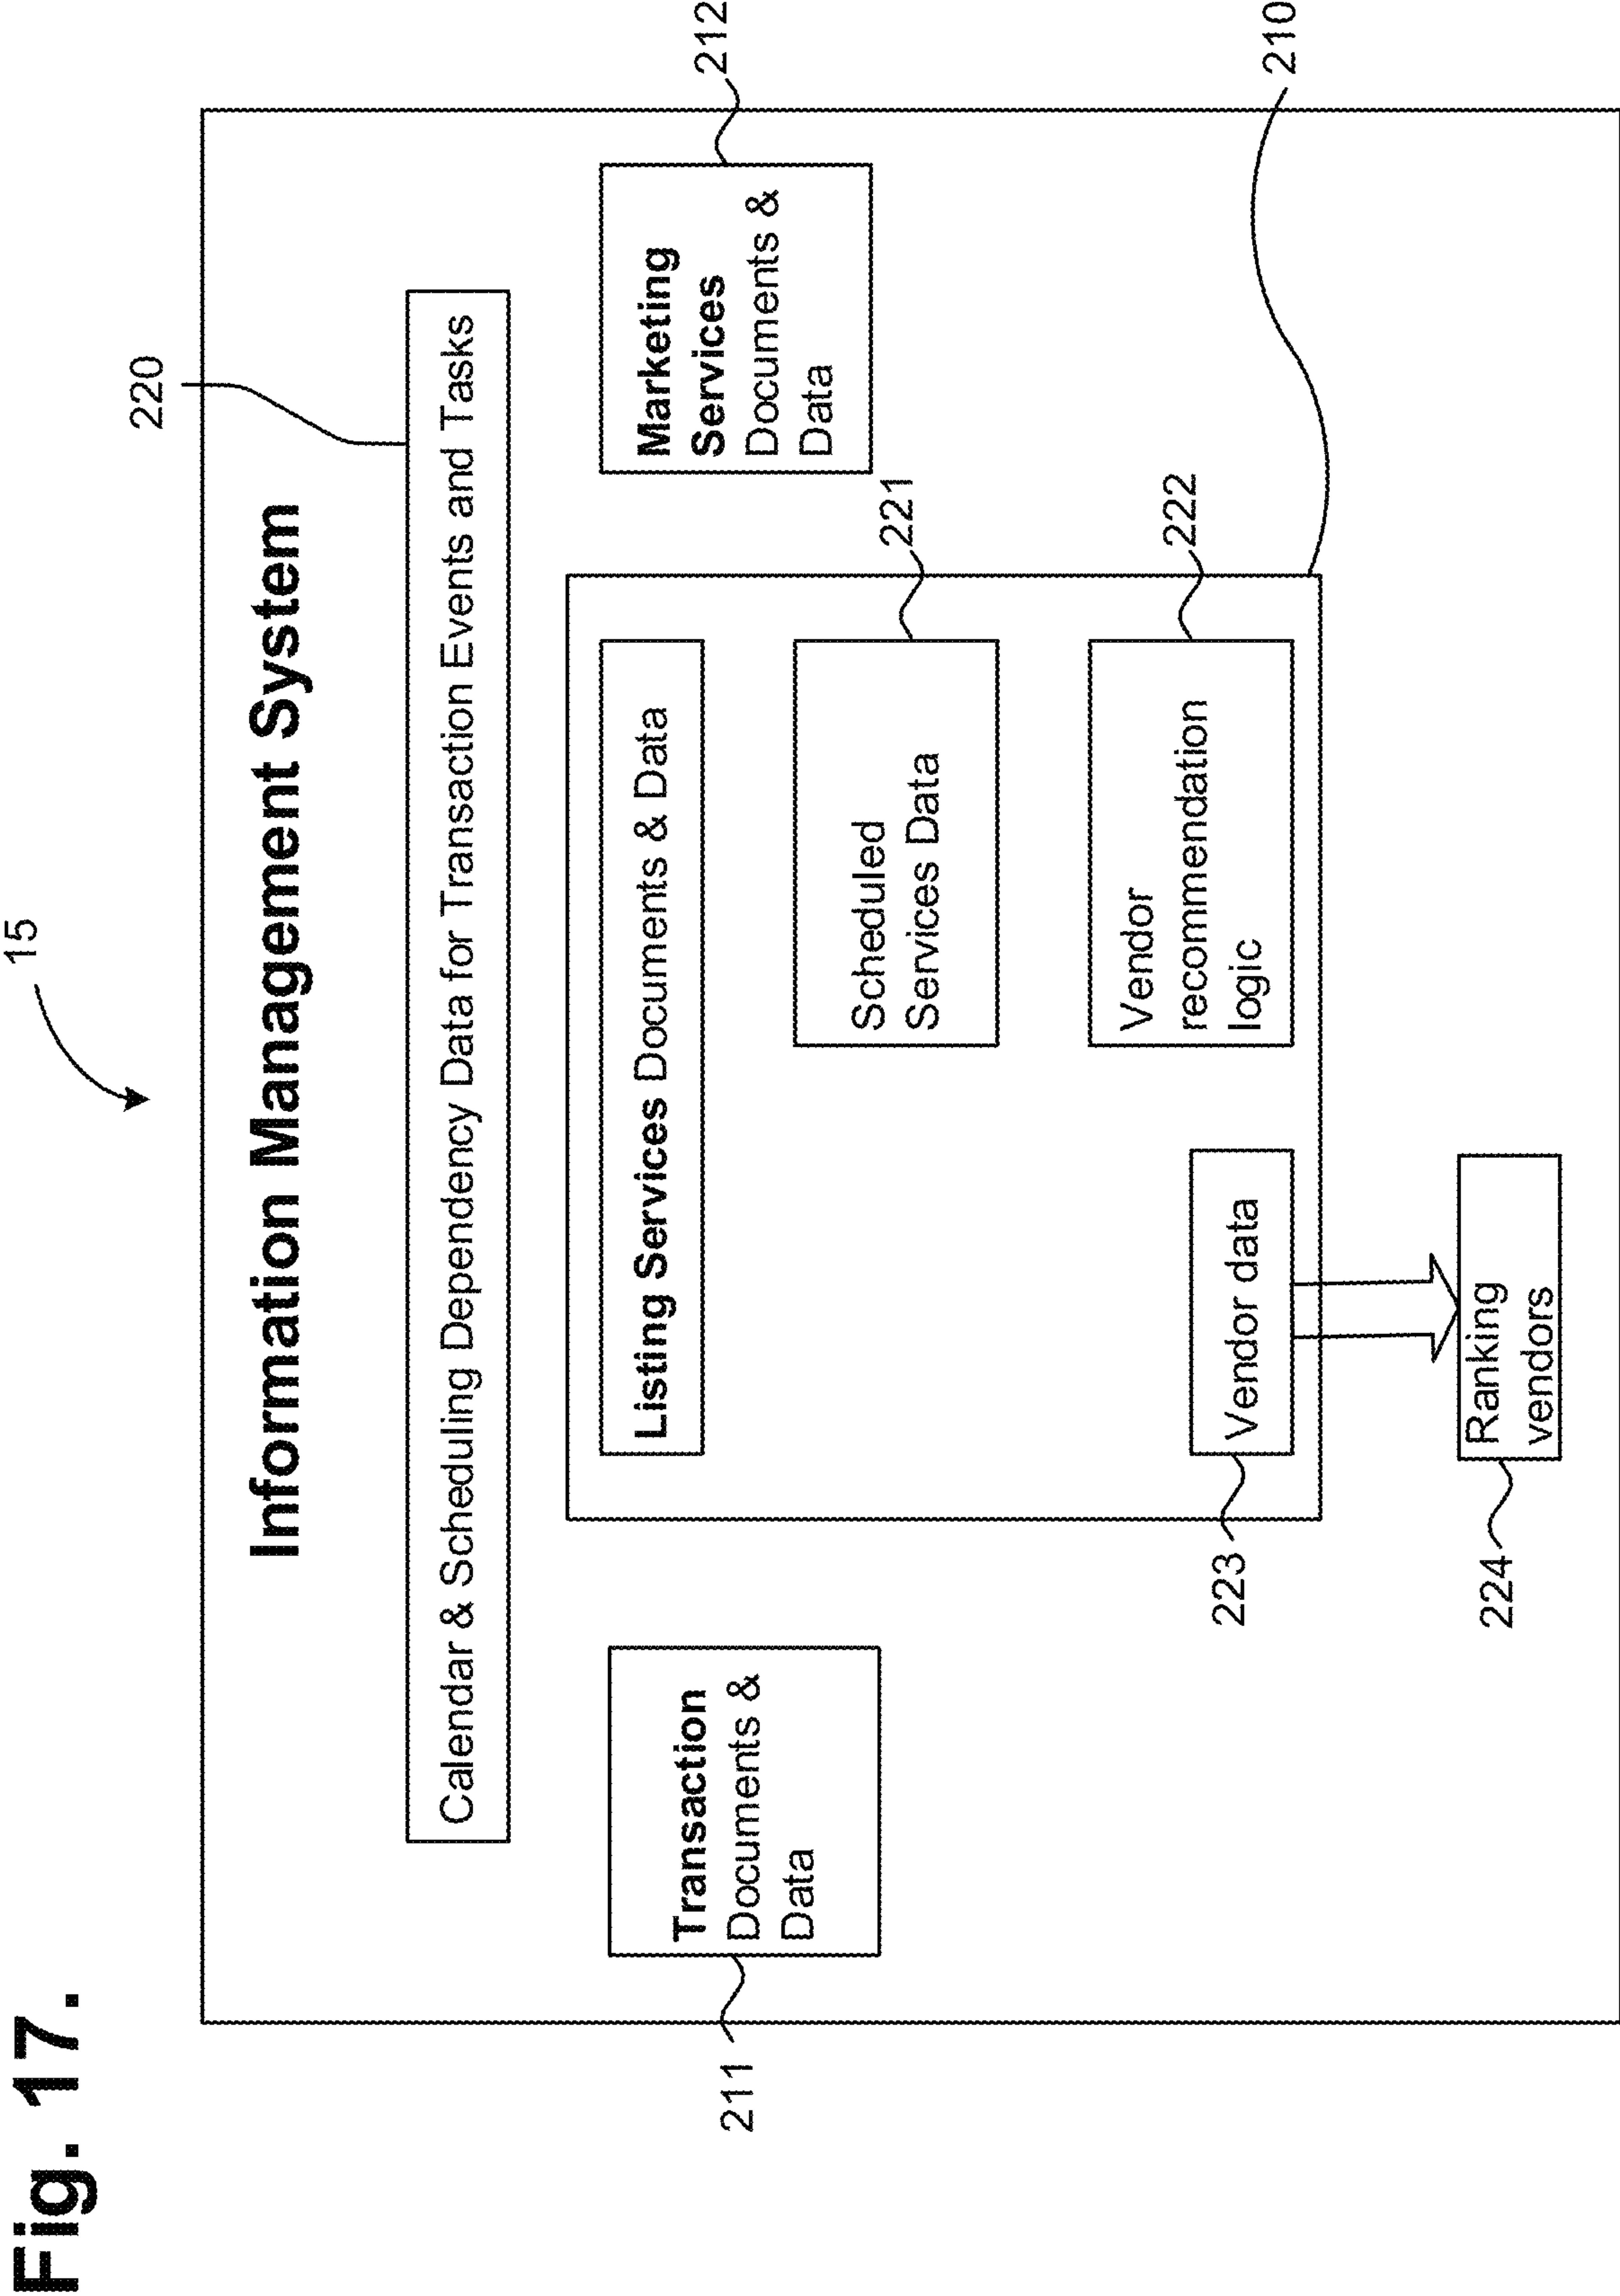 Fig. 17.
15
Information Management System
220
Calendar & Scheduling Dependency Data for Transaction Events and Tasks
211
Transaction
Documents &
Data
Listing Services Documents & Data
Scheduled
Services Data
221
Vendor
recommendation
logic
222
Vendor data
223
Ranking
vendors
224
Marketing
Services
Documents &
Data
212
210